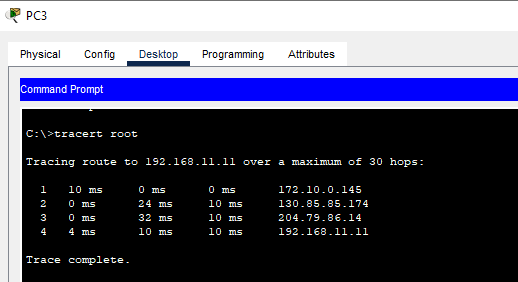 PC3
Physical Config Desktop Programming Attributes
Command Prompt
C:\>tracert root
Tracing route to 192.168.11.11 over a maximum of 30 hops:
1 10 ms 0 ms 0 ms 172.10.0.145
2 0 ms 24 ms 10 ms 130.85.85.174
3 0 ms 32 ms 10 ms 204.79.86.14
4 4 ms 10 ms 10 ms 192.168.11.11
Trace complete.